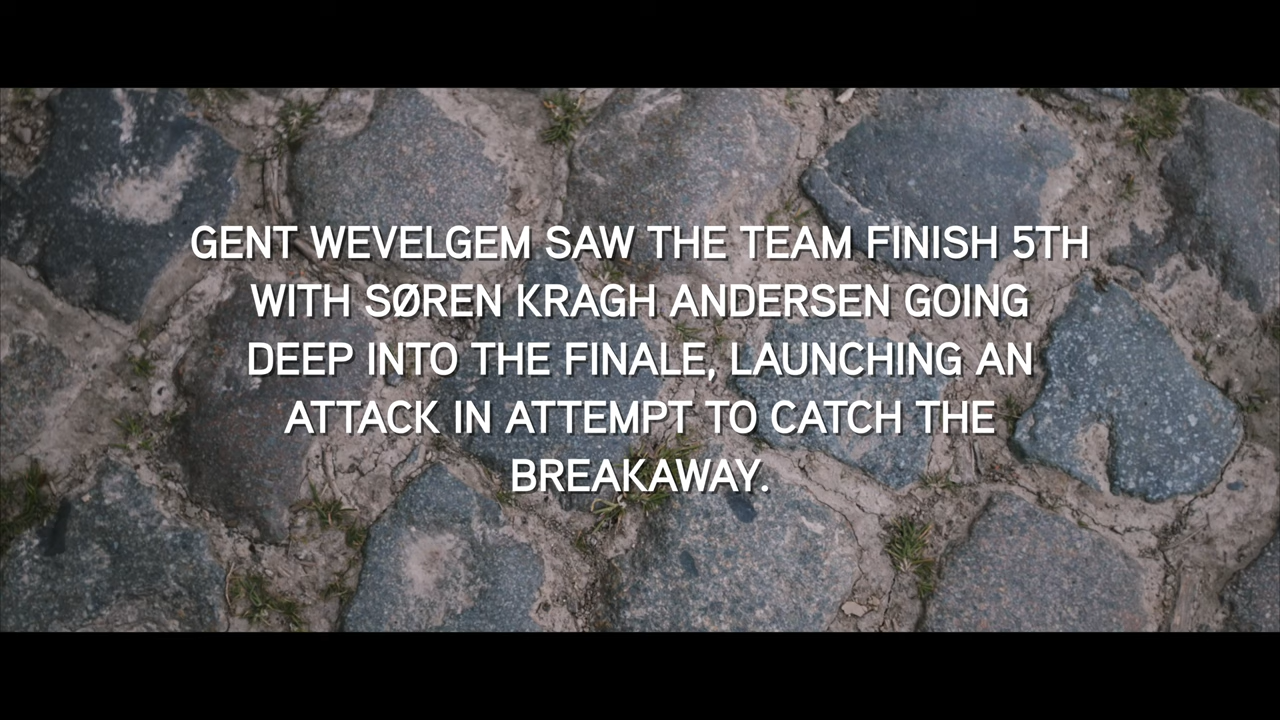 GENT WEVELGEM SAW THE TEAM FINISH 5TH
WITH SØREN KRAGH ANDERSEN GOING
DEEP INTO THE FINALE, LAUNCHING AN
ATTACK IN ATTEMPT TO CATCH THE
BREAKAWAY.